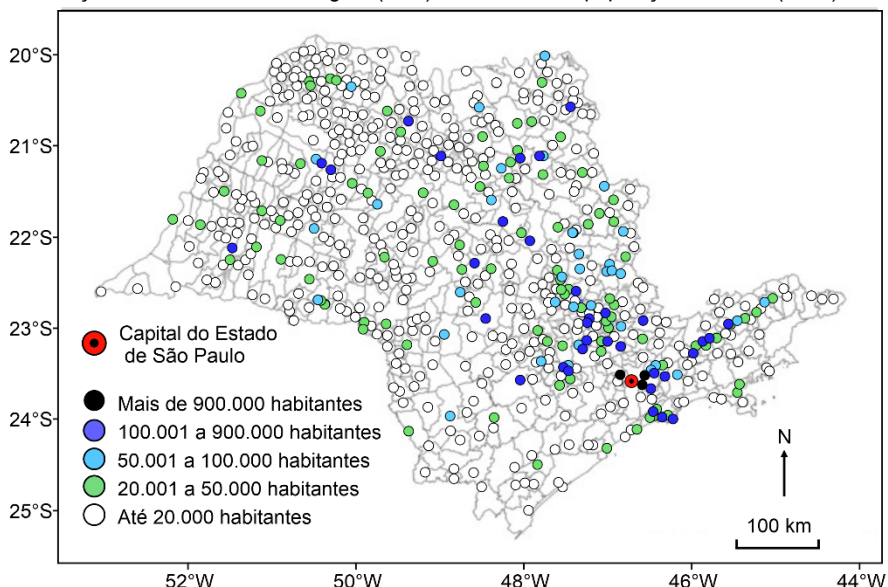 20°S
21°S
22°S
23°S
24°S
25°S
Capital do Estado
de São Paulo
Mais de 900.000 habitantes
100.001 a 900.000 habitantes
50.001 a 100.000 habitantes
20.001 a 50.000 habitantes
Até 20.000 habitantes
N
100 km
52°W
50°W
48°W
46°W
44°W